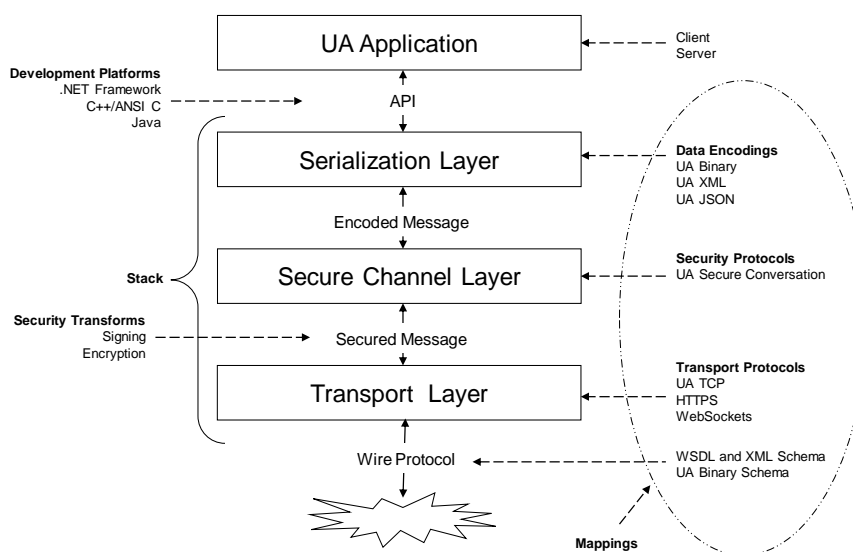 UA Application
Client
Server
Development Platforms
.NET Framework
C++/ANSI C
Java
API
Serialization Layer
Data Encodings
UA Binary
UA XML
UA JSON
Encoded Message
Stack
Secure Channel Layer
Security Protocols
UA Secure Conversation
Security Transforms
Signing
Encryption
Secured Message
Transport Layer
Transport Protocols
UA TCP
HTTPS
WebSockets
Wire Protocol
WSDL and XML Schema
UA Binary Schema
Mappings